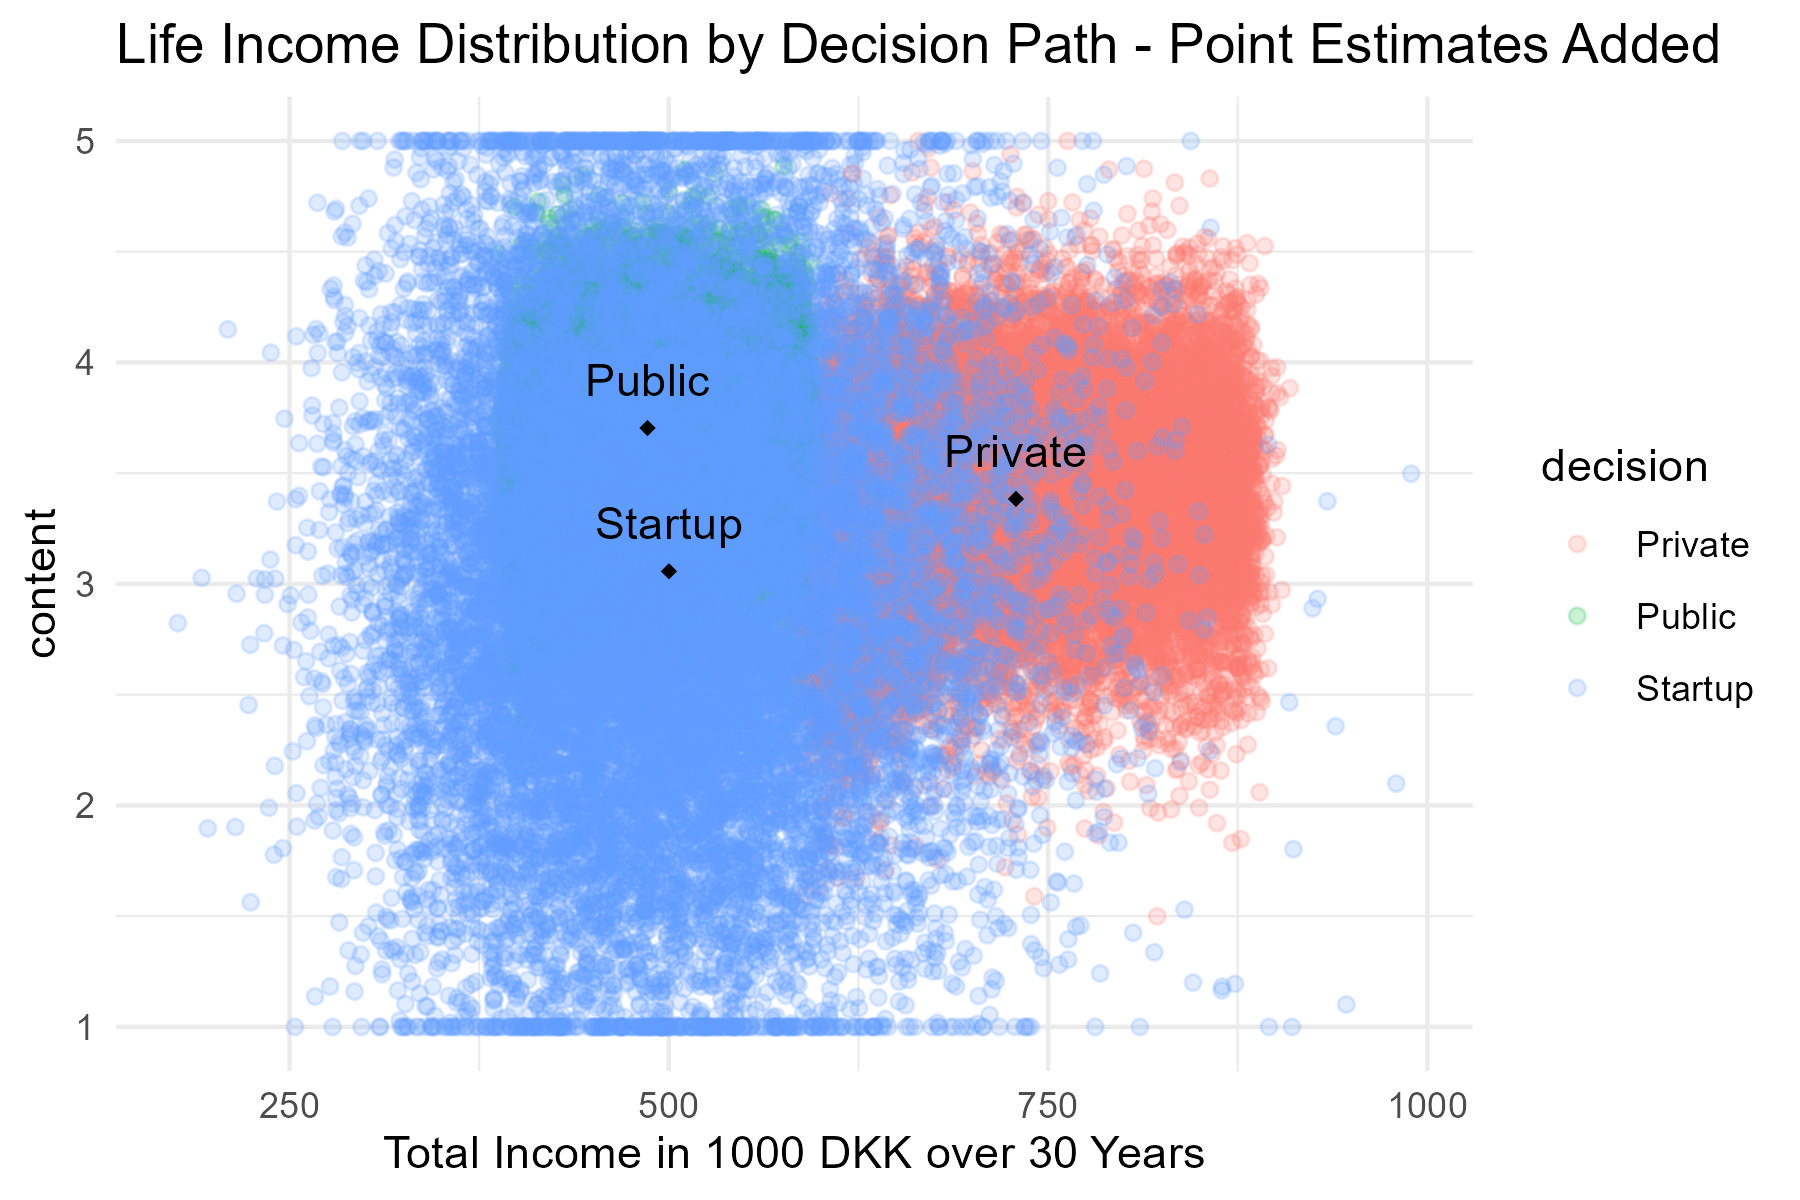 Life Income Distribution by Decision Path - Point Estimates Added
5
4
3
2
1
content
Public
Private
Startup
250 500 750 1000
Total Income in 1000 DKK over 30 Years
decision
Private
Public
Startup